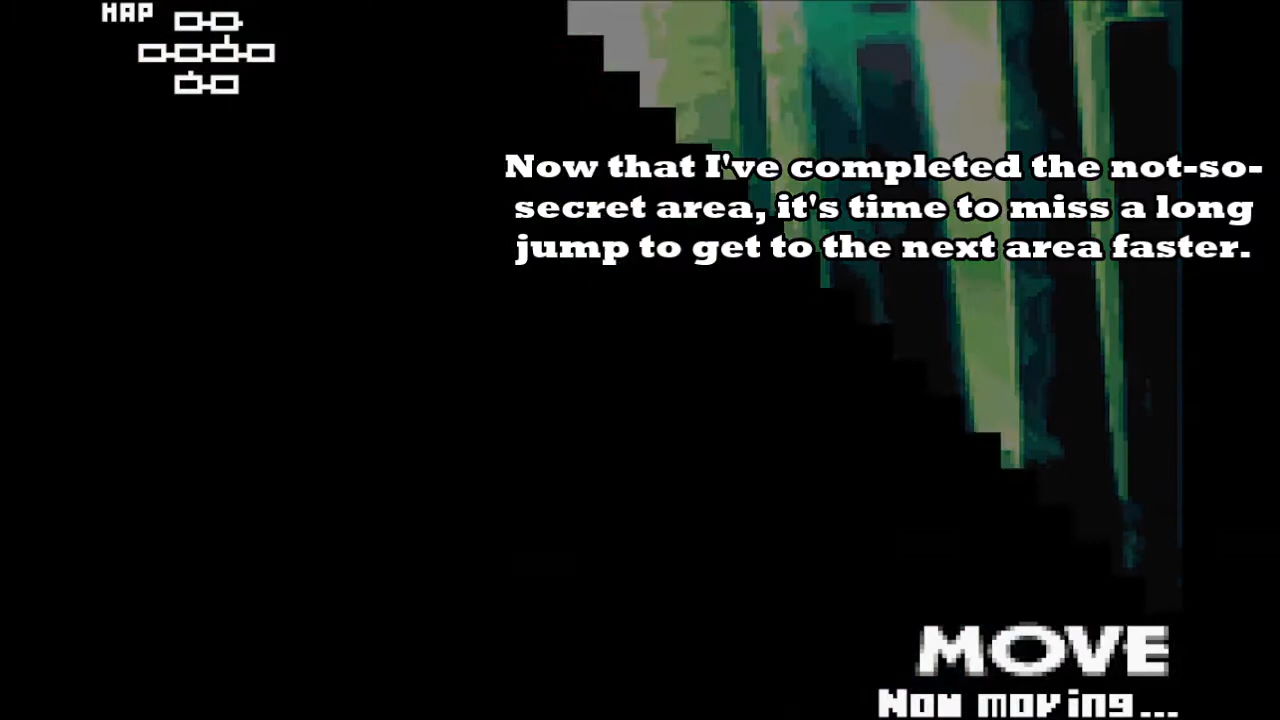 MAP
Now that I've completed the not-so-
secret area, it's time to miss a long
jump to get to the next area faster.
MOVE
Now moving...